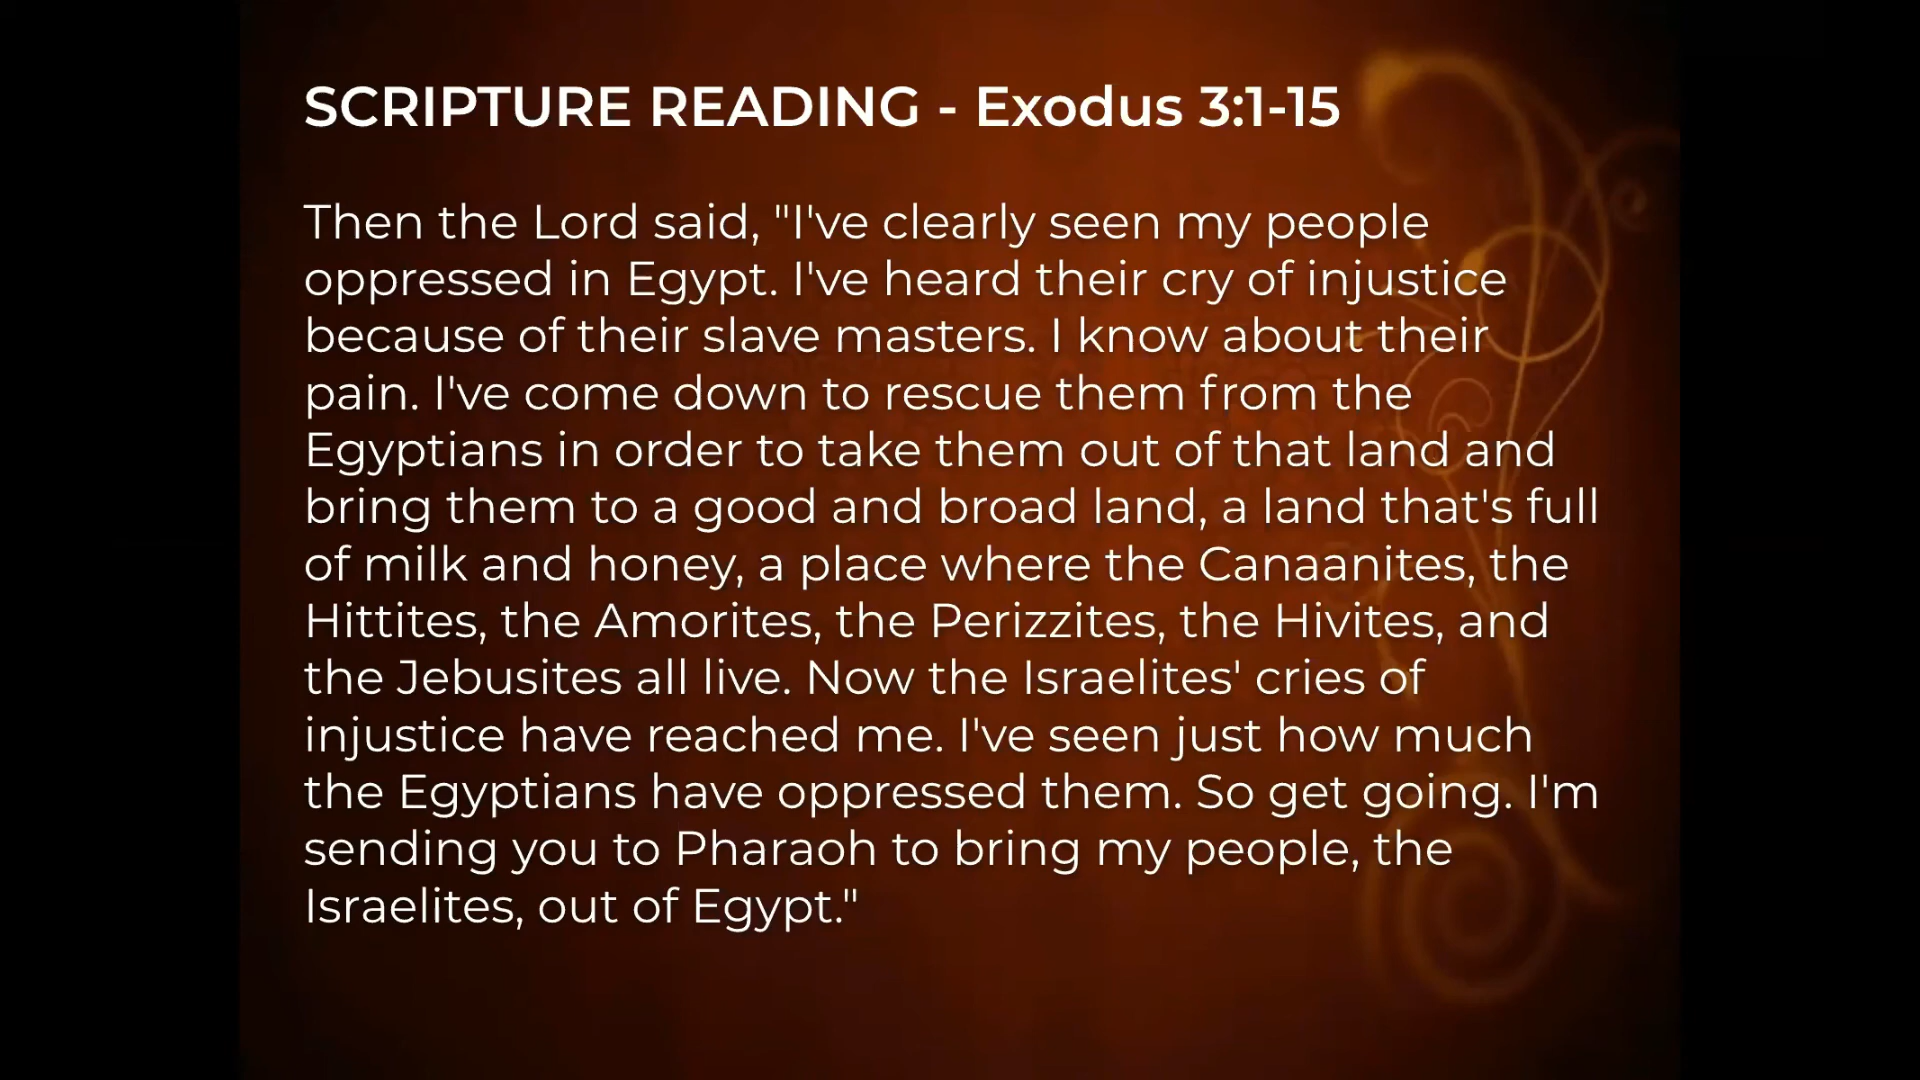 SCRIPTURE READING - Exodus 3:1-15
Then the Lord said, "I've clearly seen my people
oppressed in Egypt. I've heard their cry of injustice
because of their slave masters. I know about their
pain. I've come down to rescue them from the
Egyptians in order to take them out of that land and
bring them to a good and broad land, a land that's full
of milk and honey, a place where the Canaanites, the
Hittites, the Amorites, the Perizzites, the Hivites, and
the Jebusites all live. Now the Israelites' cries of
injustice have reached me. I've seen just how much
the Egyptians have oppressed them. So get going. I'm
sending you to Pharaoh to bring my people, the
Israelites, out of Egypt."